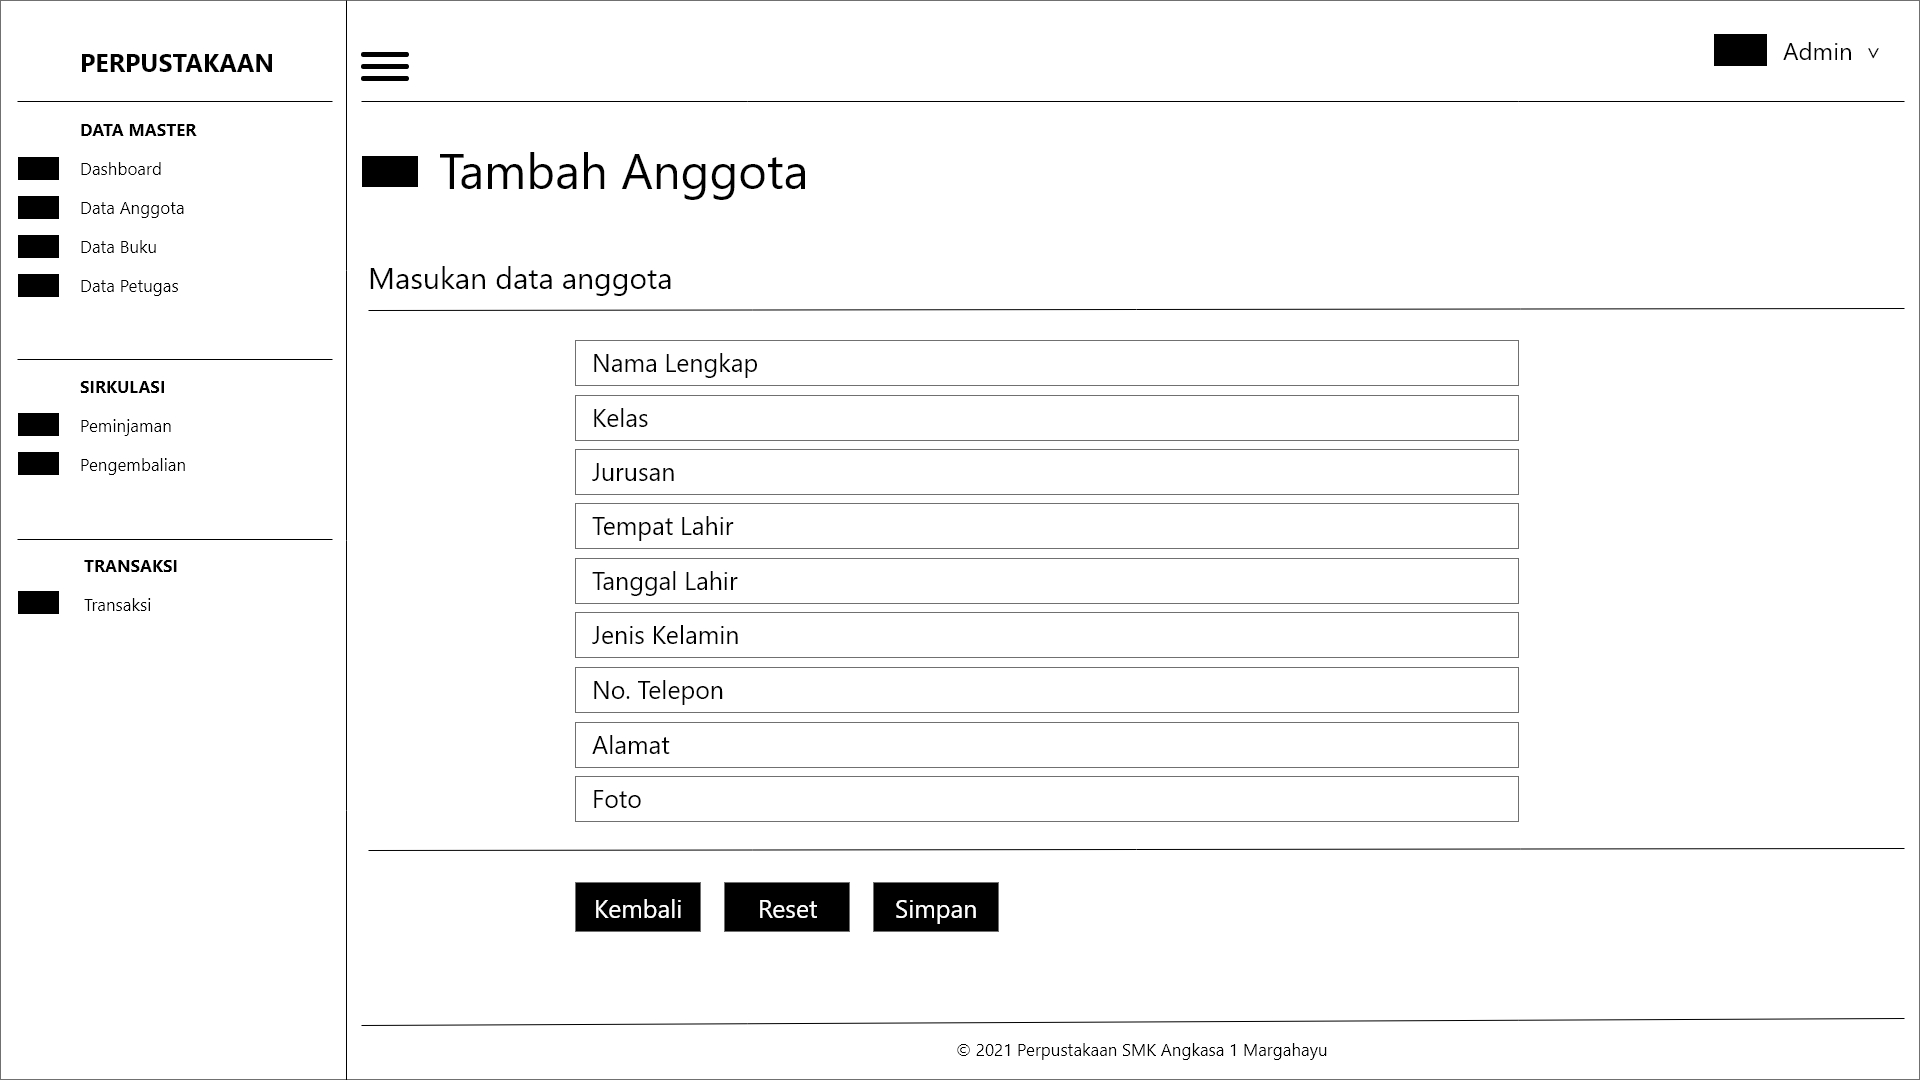 PERPUSTAKAAN
DATA MASTER
Dashboard
Data Anggota
Data Buku
Data Petugas
SIRKULASI
Peminjaman
Pengembalian
TRANSAKSI
Transaksi
Admin v
Tambah Anggota
Masukan data anggota
Nama Lengkap
Kelas
Jurusan
Tempat Lahir
Tanggal Lahir
Jenis Kelamin
No. Telepon
Alamat
Foto
Kembali
Reset
Simpan
© 2021 Perpustakaan SMK Angkasa 1 Margahayu